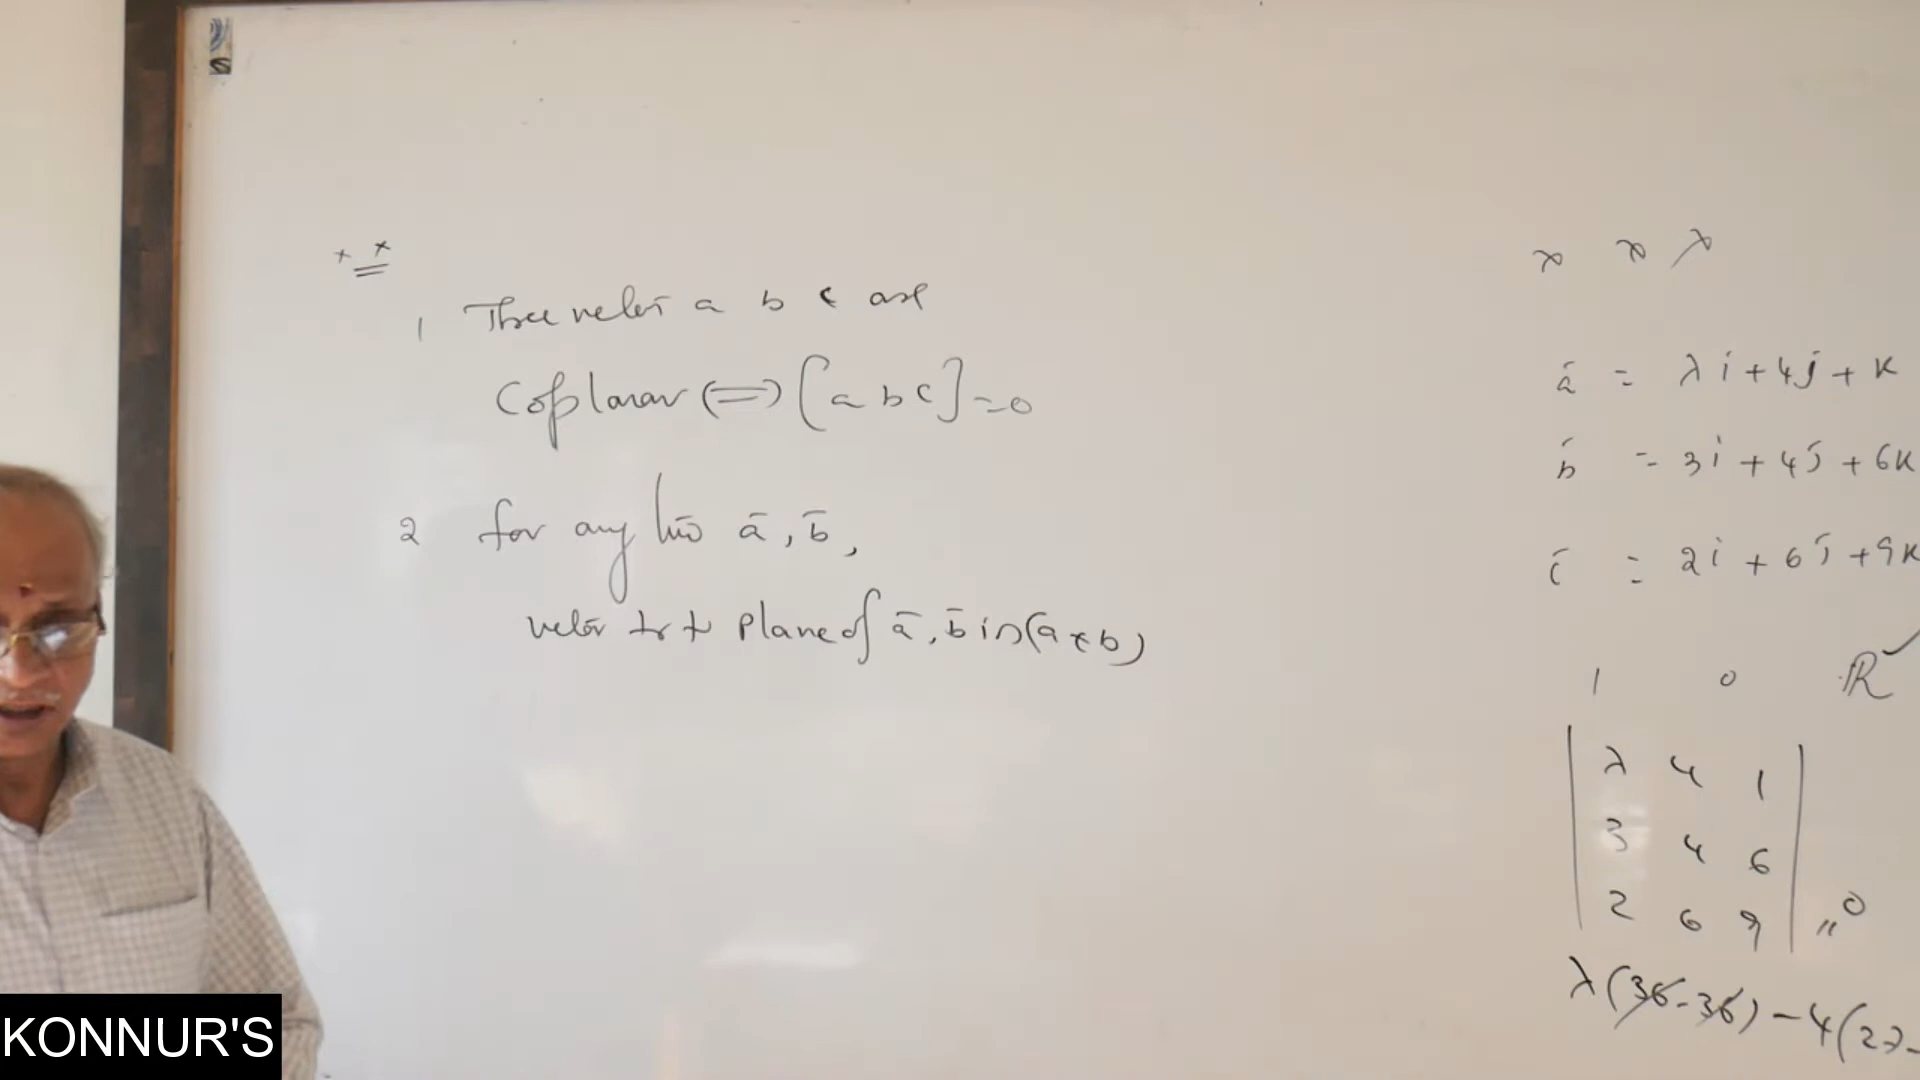 1 Three vector a b c are
Coplanar ⟺ [a b c] = 0
2 for any two a̅, b̅,
vector ⊥r to plane of a̅, b̅ is (a × b)
a̅ = λi + 4j + k
b̅ = 3i + 4j + 6k
c̅ = 2i + 6j + 9k
1 0 R ✓
| λ 4 1 |
| 3 4 6 |
| 2 6 9 | = 0
λ(36 - 36) - 4(27 -
KONNUR'S